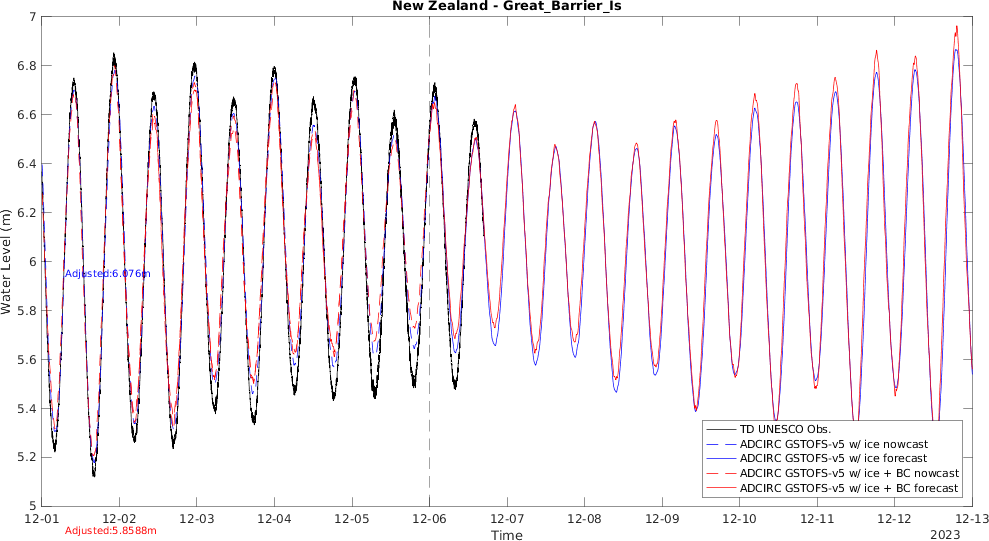 New Zealand - Great_Barrier_Is
7
6.8
6.6
6.4
6.2
6
5.8
5.6
5.4
5.2
5
Water Level (m)
Adjusted:6.076m
Adjusted:5.8588m
TD UNESCO Obs.
ADCIRC GSTOFS-v5 w/ ice nowcast
ADCIRC GSTOFS-v5 w/ ice forecast
ADCIRC GSTOFS-v5 w/ ice + BC nowcast
ADCIRC GSTOFS-v5 w/ ice + BC forecast
12-01 12-02 12-03 12-04 12-05 12-06 12-07 12-08 12-09 12-10 12-11 12-12 12-13
Time
2023